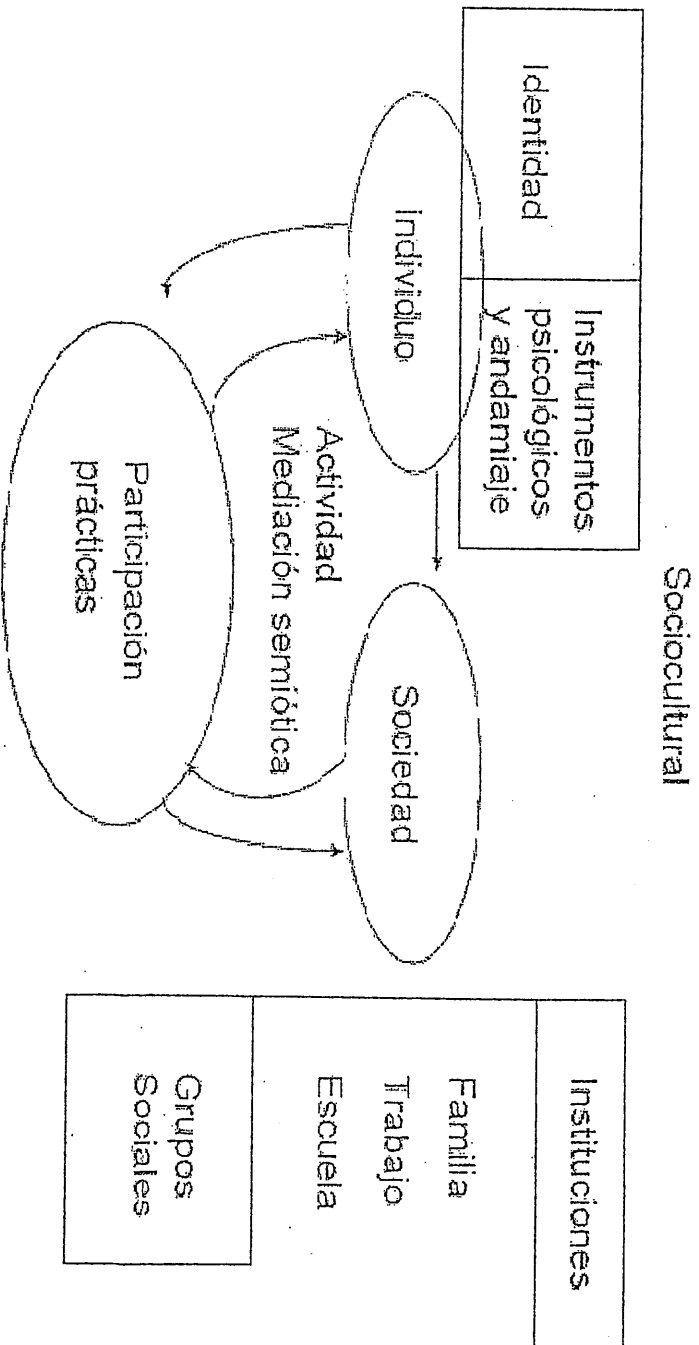 Sociocultural
Identidad
Instrumentos
psicológicos
y andamiaje
Individuo
Sociedad
Actividad
Mediación semiótica
Participación
prácticas
Instituciones
Familia
Trabajo
Escuela
Grupos
Sociales